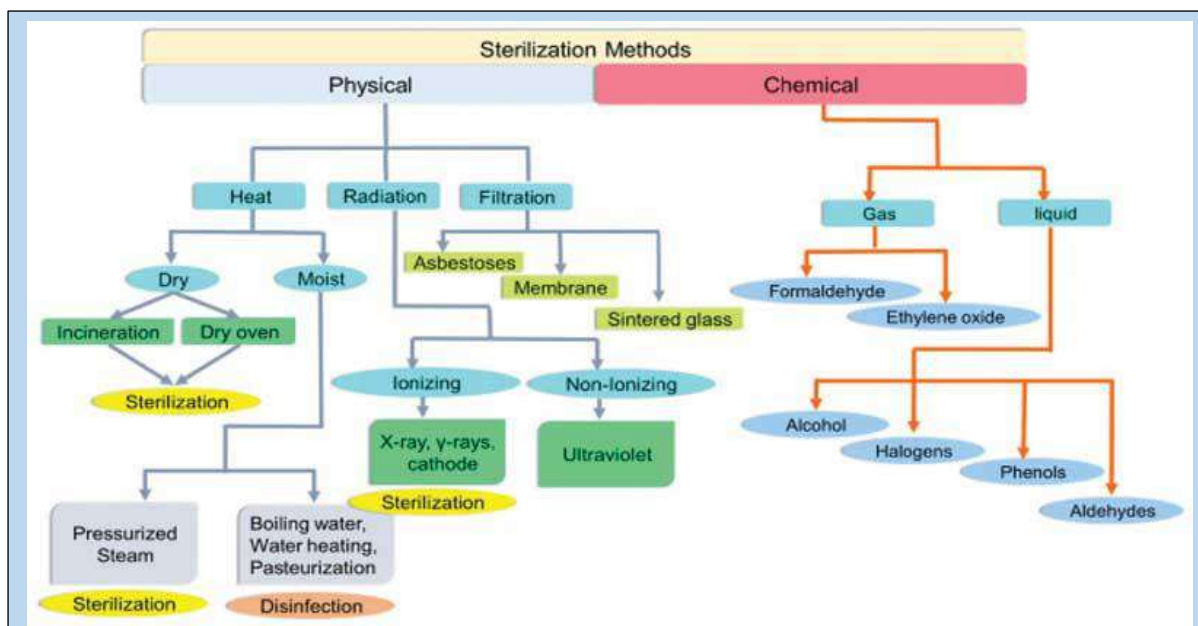 Sterilization Methods
Physical
Chemical
Heat
Radiation
Filtration
Gas
liquid
Dry
Moist
Asbestoses
Membrane
Sintered glass
Formaldehyde
Ethylene oxide
Incineration
Dry oven
Sterilization
Ionizing
Non-Ionizing
X-ray, γ-rays,
cathode
Sterilization
Ultraviolet
Alcohol
Halogens
Phenols
Aldehydes
Pressurized
Steam
Sterilization
Boiling water,
Water heating,
Pasteurization
Disinfection